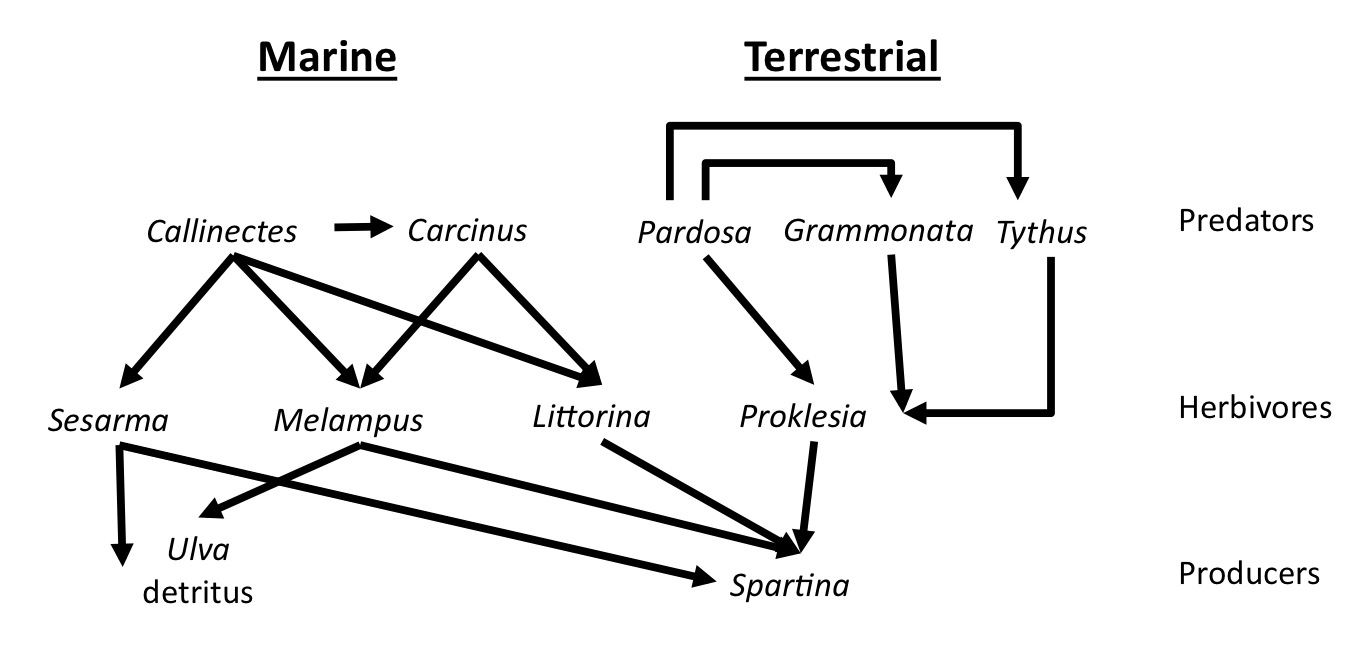 Marine
Terrestrial
Callinectes
Carcinus
Pardosa
Grammonata
Tythus
Predators
Sesarma
Melampus
Littorina
Proklesia
Herbivores
Ulva
detritus
Spartina
Producers